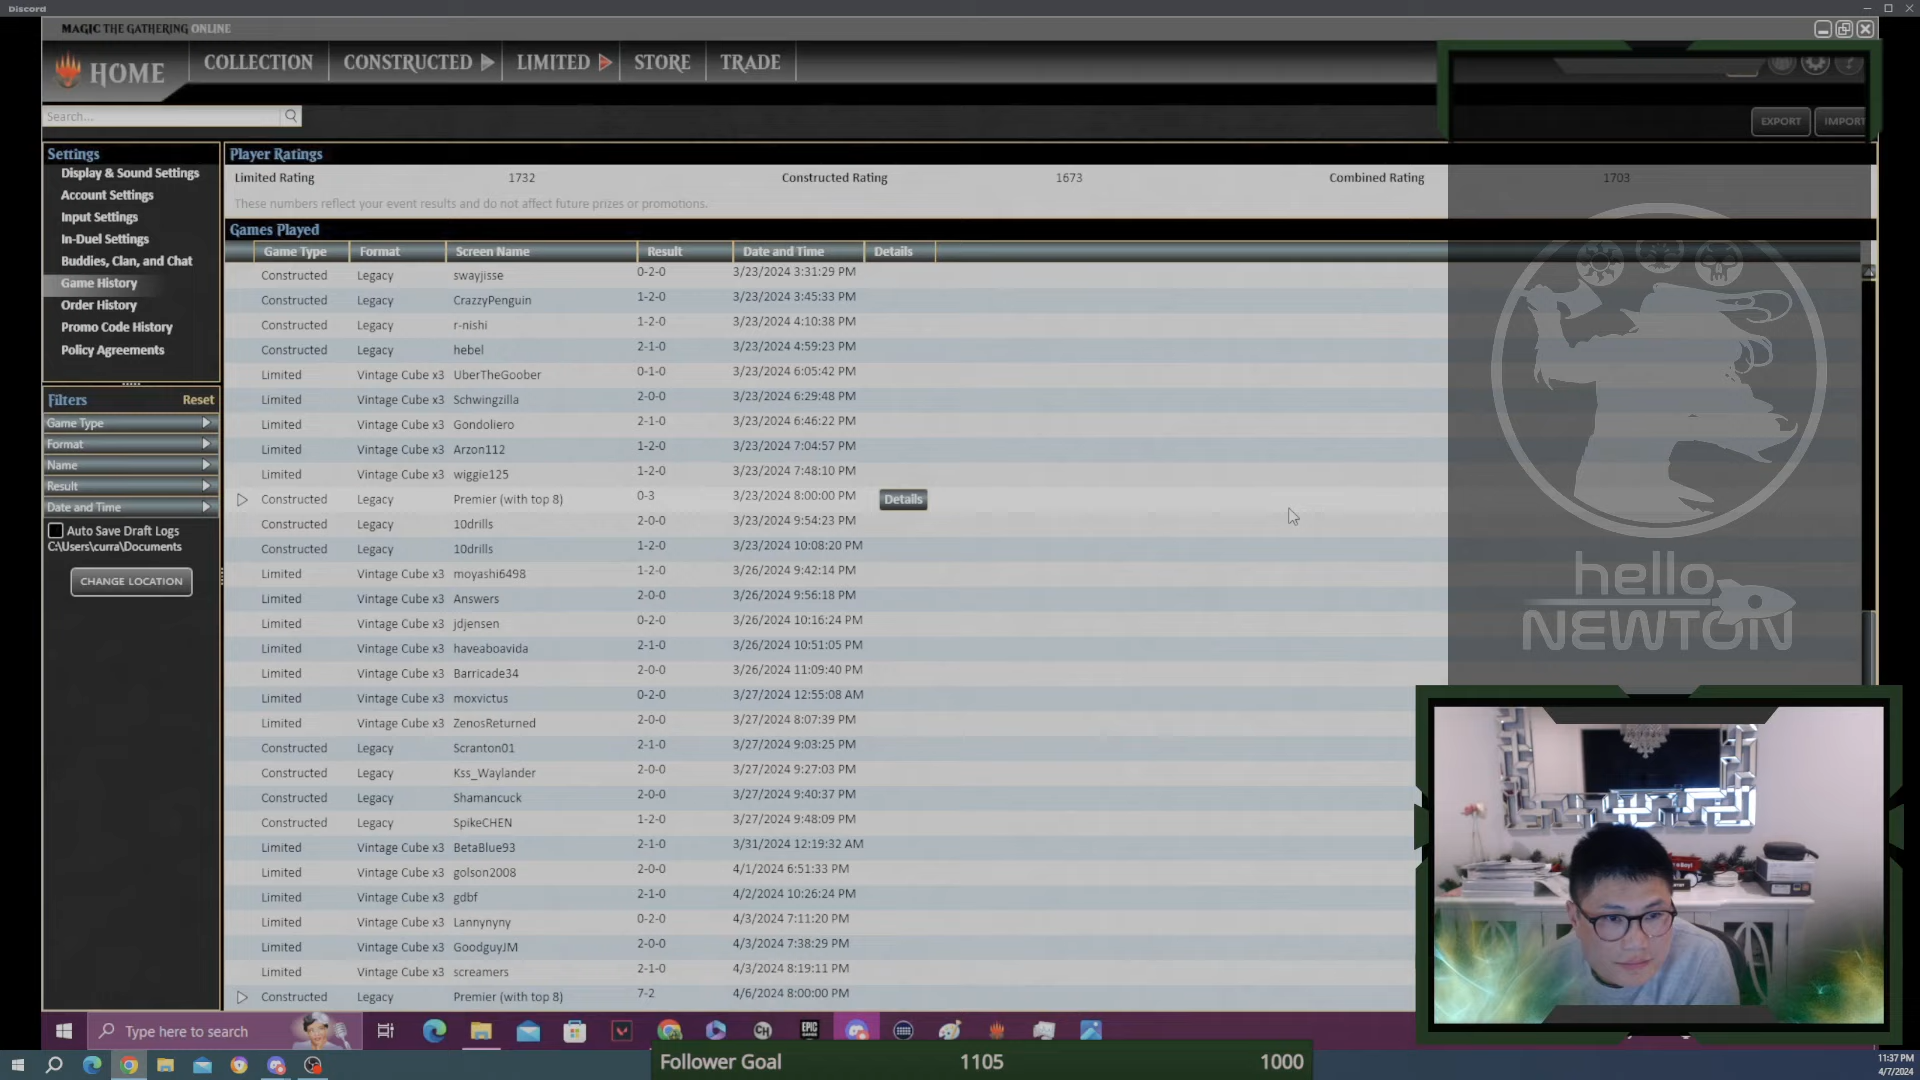 Discord
MAGIC THE GATHERING ONLINE
HOME
COLLECTION
CONSTRUCTED
LIMITED
STORE
TRADE
Search...
EXPORT
IMPORT
Settings
Display & Sound Settings
Account Settings
Input Settings
In-Duel Settings
Buddies, Clan, and Chat
Game History
Order History
Promo Code History
Policy Agreements
Filters Reset
Game Type
Format
Name
Result
Date and Time
Auto Save Draft Logs
C:\Users\curra\Documents
CHANGE LOCATION
Player Ratings
Limited Rating 1732 Constructed Rating 1673 Combined Rating 1703
These numbers reflect your event results and do not affect future prizes or promotions.
Games Played
Game Type Format Screen Name Result Date and Time Details
Constructed Legacy swayjisse 0-2-0 3/23/2024 3:31:29 PM
Constructed Legacy CrazzyPenguin 1-2-0 3/23/2024 3:45:33 PM
Constructed Legacy r-nishi 1-2-0 3/23/2024 4:10:38 PM
Constructed Legacy hebel 2-1-0 3/23/2024 4:59:23 PM
Limited Vintage Cube x3 UberTheGoober 0-1-0 3/23/2024 6:05:42 PM
Limited Vintage Cube x3 Schwingzilla 2-0-0 3/23/2024 6:29:48 PM
Limited Vintage Cube x3 Gondoliero 2-1-0 3/23/2024 6:46:22 PM
Limited Vintage Cube x3 Arzon112 1-2-0 3/23/2024 7:04:57 PM
Limited Vintage Cube x3 wiggie125 1-2-0 3/23/2024 7:48:10 PM
Constructed Legacy Premier (with top 8) 0-3 3/23/2024 8:00:00 PM Details
Constructed Legacy 10drills 2-0-0 3/23/2024 9:54:23 PM
Constructed Legacy 10drills 1-2-0 3/23/2024 10:08:20 PM
Limited Vintage Cube x3 moyashi6498 1-2-0 3/26/2024 9:42:14 PM
Limited Vintage Cube x3 Answers 2-0-0 3/26/2024 9:56:18 PM
Limited Vintage Cube x3 jdjensen 0-2-0 3/26/2024 10:16:24 PM
Limited Vintage Cube x3 haveaboavida 2-1-0 3/26/2024 10:51:05 PM
Limited Vintage Cube x3 Barricade34 2-0-0 3/26/2024 11:09:40 PM
Limited Vintage Cube x3 moxvictus 0-2-0 3/27/2024 12:55:08 AM
Limited Vintage Cube x3 ZenosReturned 2-0-0 3/27/2024 8:07:39 PM
Constructed Legacy Scranton01 2-1-0 3/27/2024 9:03:25 PM
Constructed Legacy Kss_Waylander 2-0-0 3/27/2024 9:27:03 PM
Constructed Legacy Shamancuck 2-0-0 3/27/2024 9:40:37 PM
Constructed Legacy SpikeCHEN 1-2-0 3/27/2024 9:48:09 PM
Limited Vintage Cube x3 BetaBlue93 2-1-0 3/31/2024 12:19:32 AM
Limited Vintage Cube x3 golson2008 2-0-0 4/1/2024 6:51:33 PM
Limited Vintage Cube x3 gdbf 2-1-0 4/2/2024 10:26:24 PM
Limited Vintage Cube x3 Lannynyny 0-2-0 4/3/2024 7:11:20 PM
Limited Vintage Cube x3 GoodguyJM 2-0-0 4/3/2024 7:38:29 PM
Limited Vintage Cube x3 screamers 2-1-0 4/3/2024 8:19:11 PM
Constructed Legacy Premier (with top 8) 7-2 4/6/2024 8:00:00 PM
hello
NEWTON
Type here to search
CH
EPIC
Follower Goal 1105 1000
11:37 PM
4/7/2024